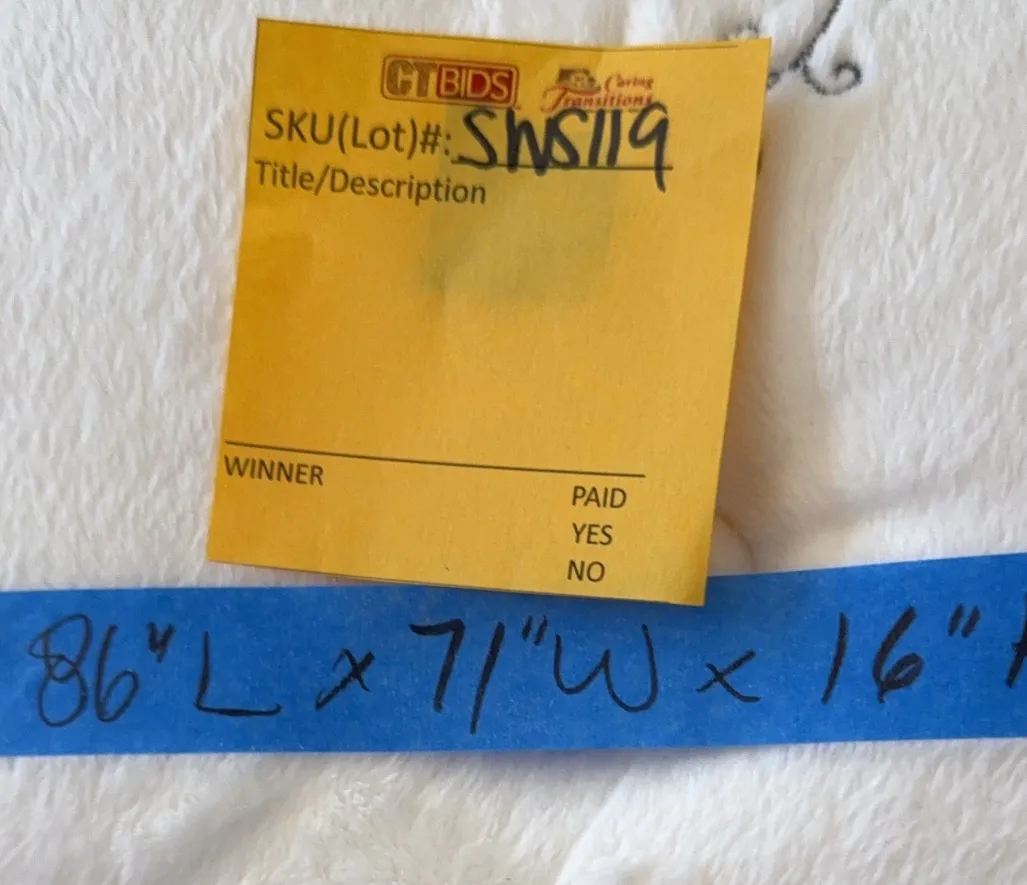 CTBIDS Caring
Transitions
SKU(Lot)#: SWS119
Title/Description
WINNER
PAID
YES
NO
86" L x 71" W x 16"